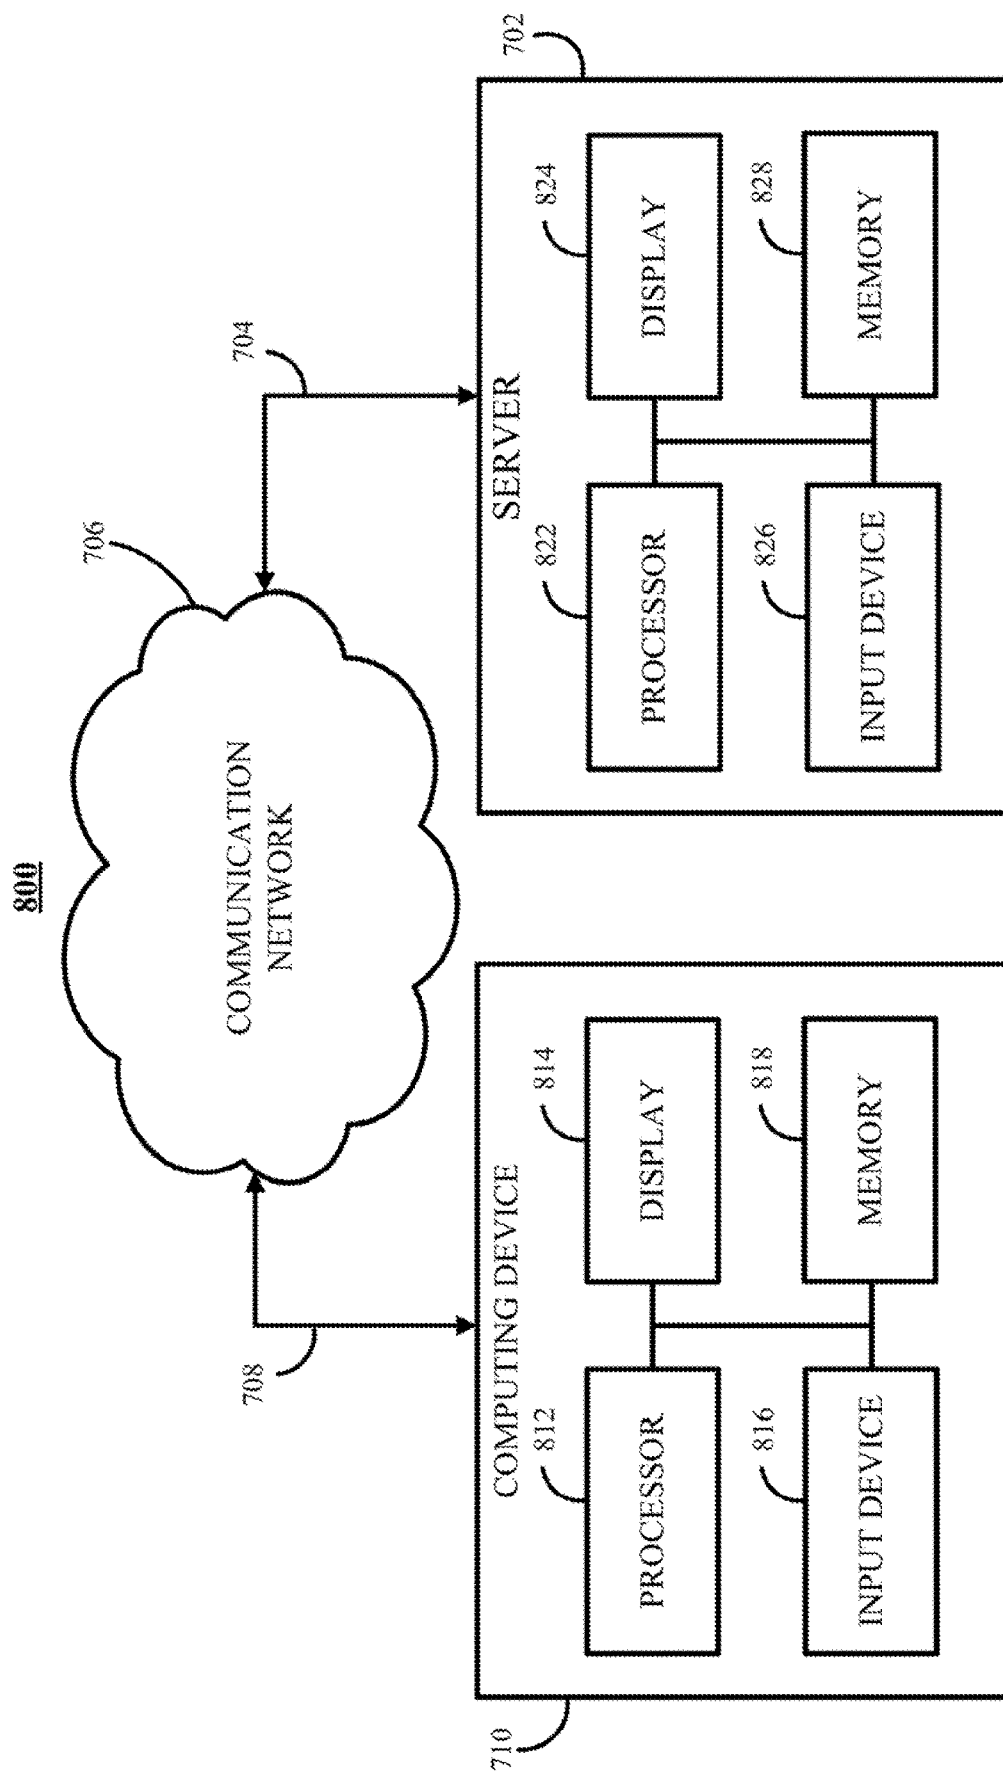 800
COMMUNICATION
NETWORK
706
704
708
702
710
COMPUTING DEVICE
812
PROCESSOR
814
DISPLAY
816
INPUT DEVICE
818
MEMORY
SERVER
822
PROCESSOR
824
DISPLAY
826
INPUT DEVICE
828
MEMORY